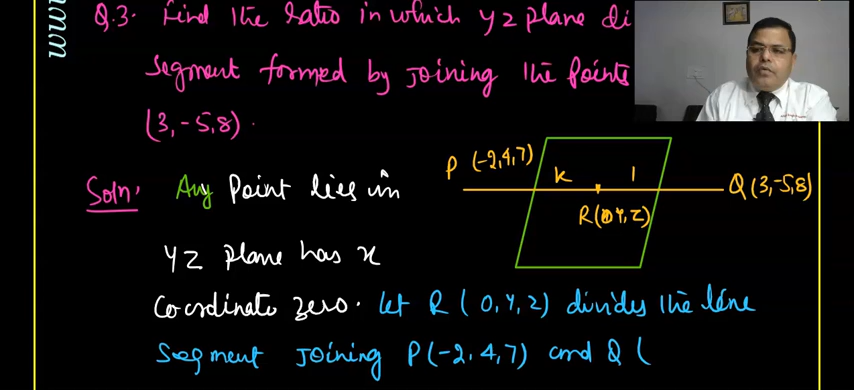 Q.3. Find the ratio in which YZ plane di
segment formed by joining the points
(3,-5,8).
P (-2,4,7)
k 1
Q (3,-5,8)
R(0,Y,Z)
Soln. Any Point lies in
YZ plane has x
coordinate zero. Let R (0,Y,Z) divides the line
segment joining P(-2,4,7) and Q (